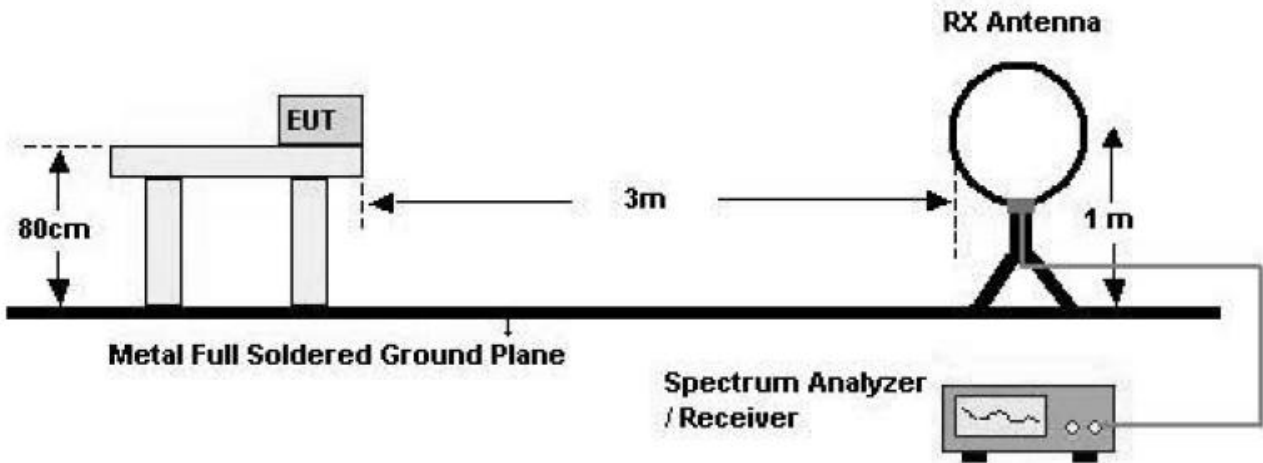 RX Antenna
EUT
80cm
3m
1 m
Metal Full Soldered Ground Plane
Spectrum Analyzer
/ Receiver